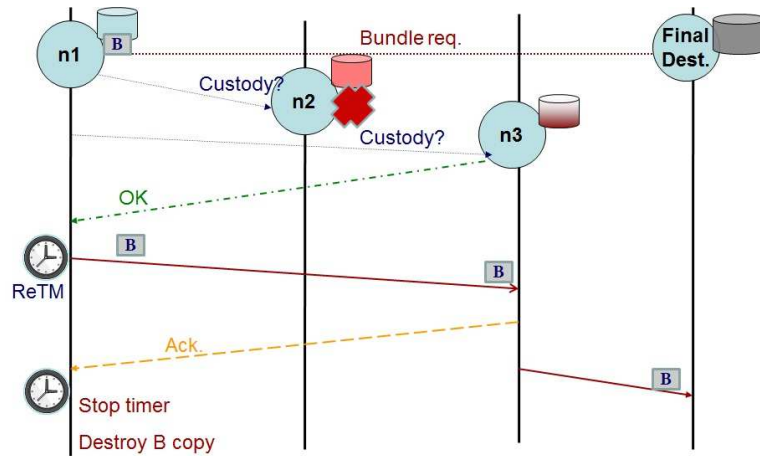 n1
B
Bundle req.
Final
Dest.
Custody?
n2
n3
Custody?
OK
B
B
ReTM
Ack.
B
Stop timer
Destroy B copy